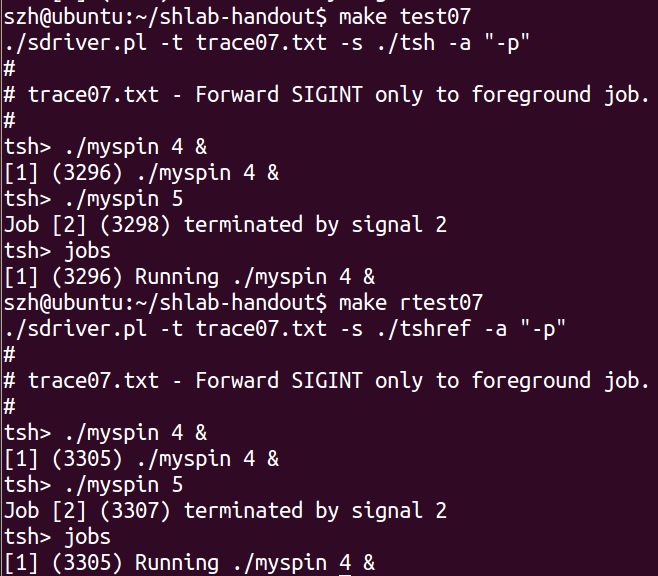 szh@ubuntu:~/shlab-handout$ make test07
./sdriver.pl -t trace07.txt -s ./tsh -a "-p"
#
# trace07.txt - Forward SIGINT only to foreground job.
#
tsh> ./myspin 4 &
[1] (3296) ./myspin 4 &
tsh> ./myspin 5
Job [2] (3298) terminated by signal 2
tsh> jobs
[1] (3296) Running ./myspin 4 &
szh@ubuntu:~/shlab-handout$ make rtest07
./sdriver.pl -t trace07.txt -s ./tshref -a "-p"
#
# trace07.txt - Forward SIGINT only to foreground job.
#
tsh> ./myspin 4 &
[1] (3305) ./myspin 4 &
tsh> ./myspin 5
Job [2] (3307) terminated by signal 2
tsh> jobs
[1] (3305) Running ./myspin 4 &